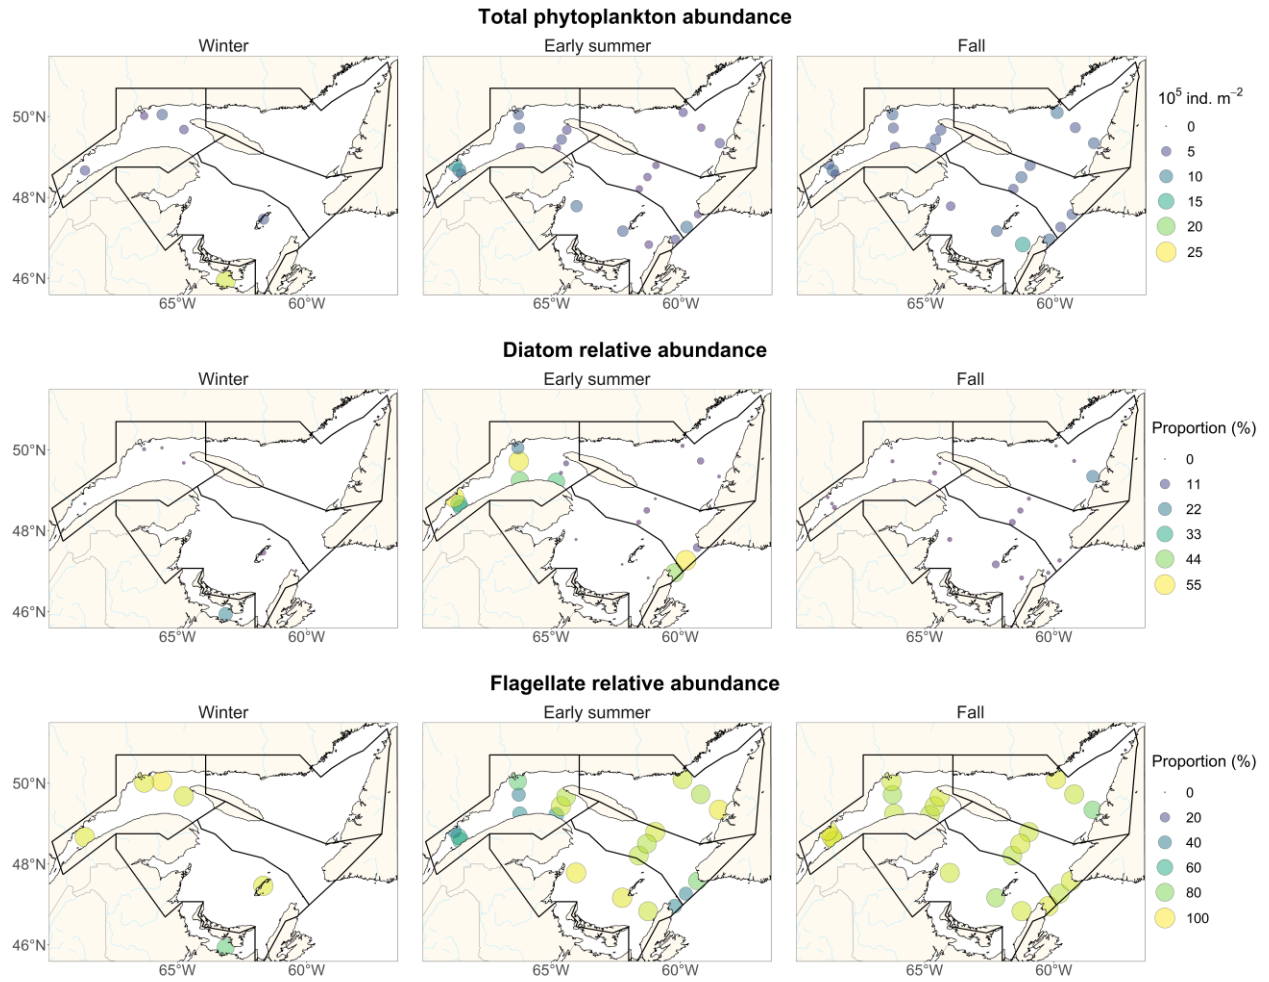 Total phytoplankton abundance
Winter
Early summer
Fall
50°N
48°N
46°N
65°W
60°W
65°W
60°W
65°W
60°W
10⁵ ind. m⁻²
0
5
10
15
20
25
Diatom relative abundance
Winter
Early summer
Fall
50°N
48°N
46°N
65°W
60°W
65°W
60°W
65°W
60°W
Proportion (%)
0
11
22
33
44
55
Flagellate relative abundance
Winter
Early summer
Fall
50°N
48°N
46°N
65°W
60°W
65°W
60°W
65°W
60°W
Proportion (%)
0
20
40
60
80
100